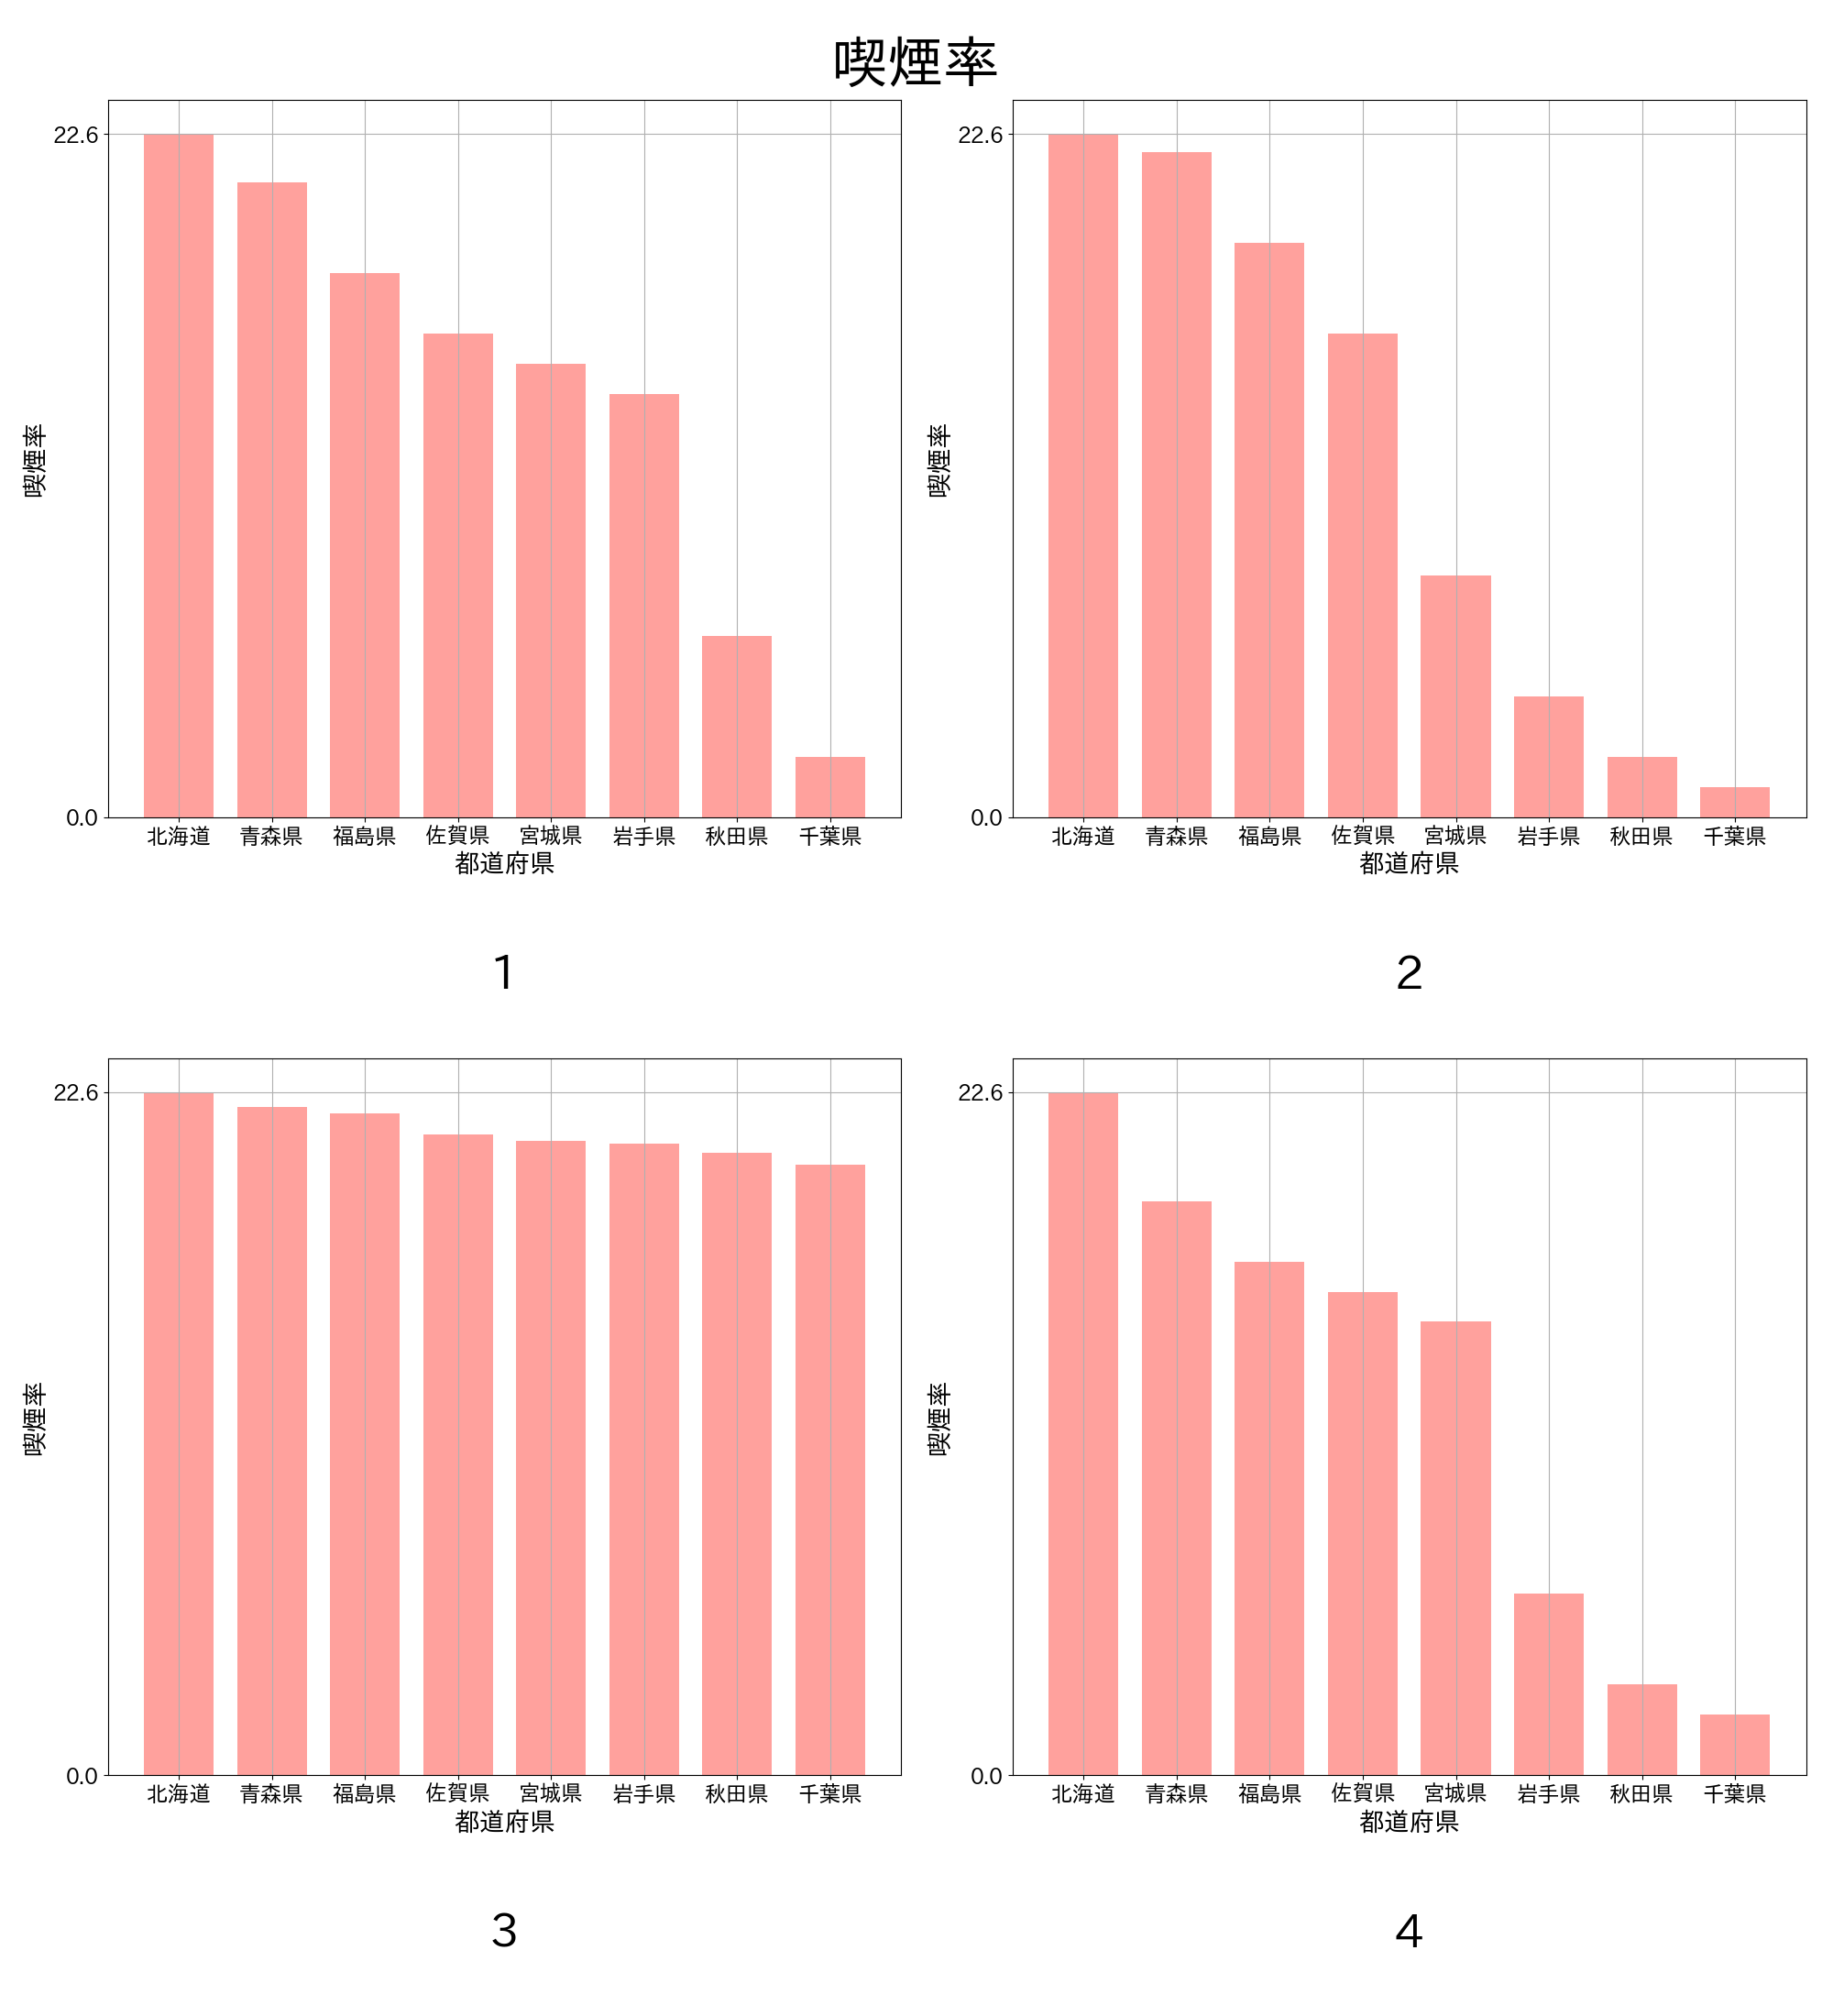 喫煙率
22.6
0.0
喫煙率
北海道 青森県 福島県 佐賀県 宮城県 岩手県 秋田県 千葉県
都道府県
1
22.6
0.0
喫煙率
北海道 青森県 福島県 佐賀県 宮城県 岩手県 秋田県 千葉県
都道府県
2
22.6
0.0
喫煙率
北海道 青森県 福島県 佐賀県 宮城県 岩手県 秋田県 千葉県
都道府県
3
22.6
0.0
喫煙率
北海道 青森県 福島県 佐賀県 宮城県 岩手県 秋田県 千葉県
都道府県
4